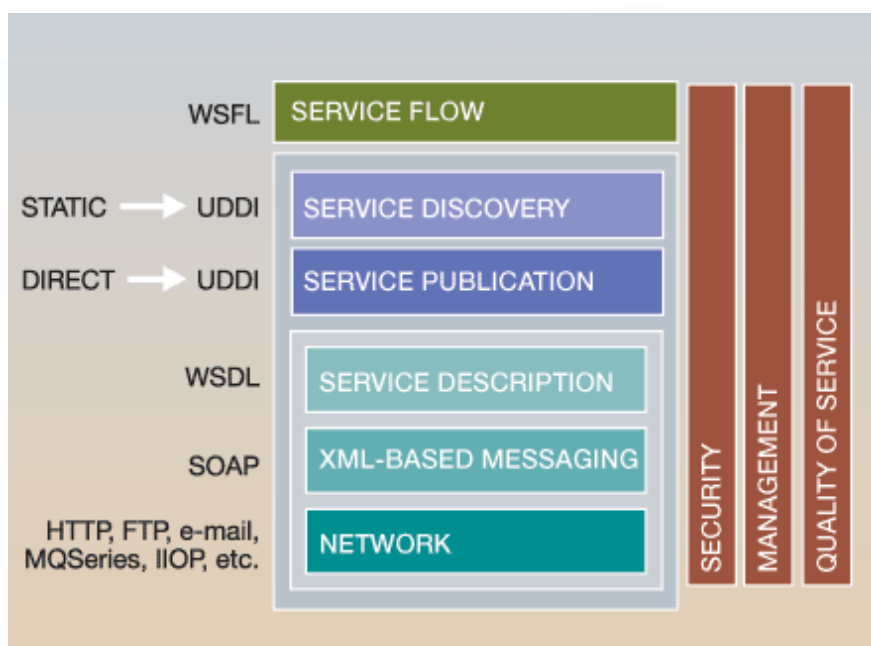 WSFL SERVICE FLOW
STATIC UDDI SERVICE DISCOVERY
DIRECT UDDI SERVICE PUBLICATION
WSDL SERVICE DESCRIPTION
SOAP XML-BASED MESSAGING
HTTP, FTP, e-mail,
MQSeries, IIOP, etc.
NETWORK
SECURITY
MANAGEMENT
QUALITY OF SERVICE